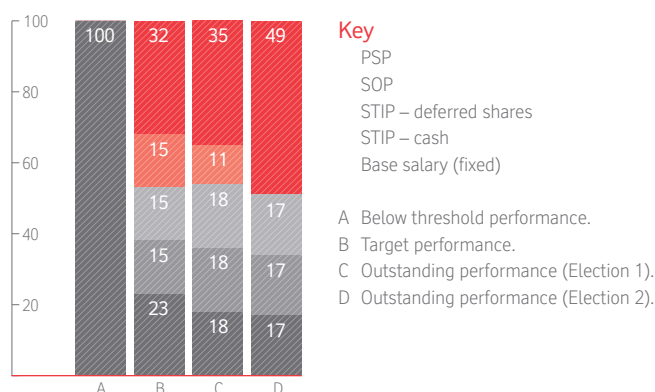 100
80
60
40
20
100
32
35
49
15
11
15
18
17
15
18
17
23
18
17
A B C D
Key
PSP
SOP
STIP – deferred shares
STIP – cash
Base salary (fixed)
A Below threshold performance.
B Target performance.
C Outstanding performance (Election 1).
D Outstanding performance (Election 2).